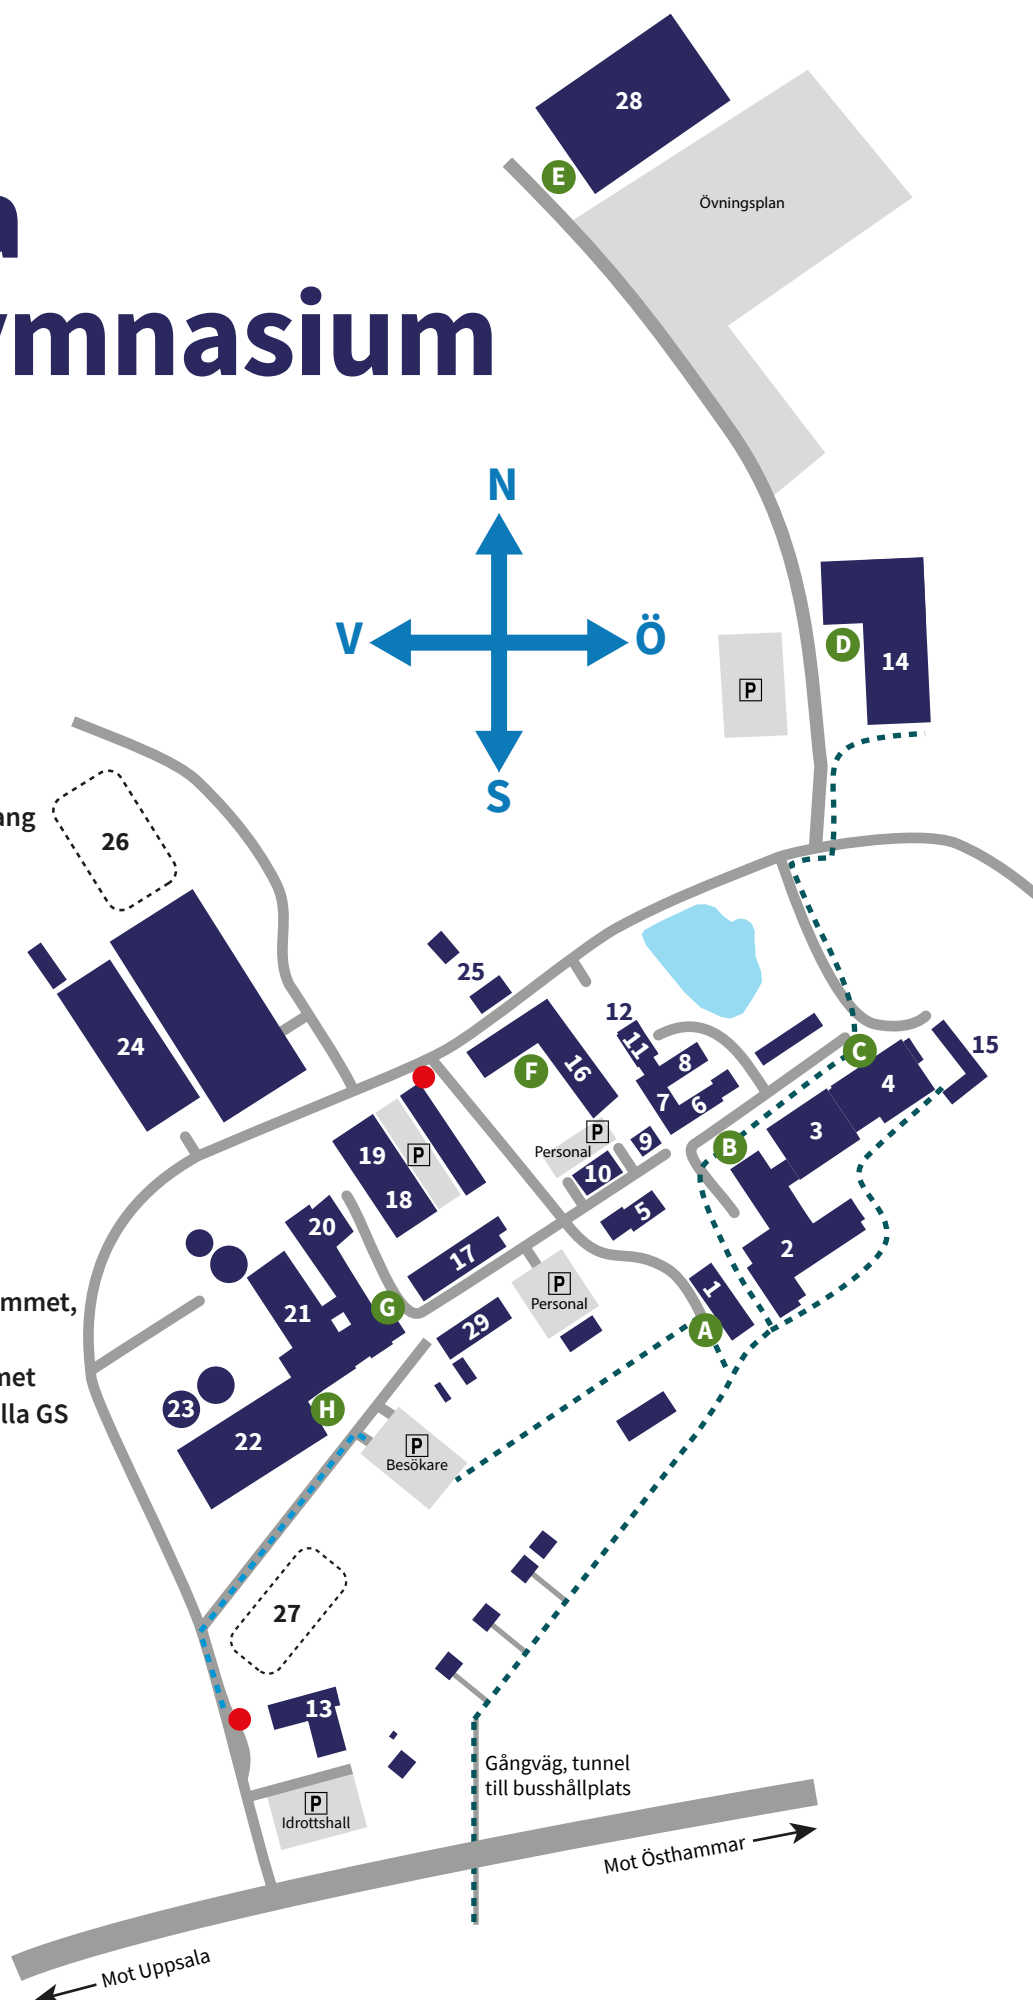 28
E
Övningsplan
a
ymnasium
N
V
Ö
S
D
14
P
ang
26
25
24
12
11
8
16
F
C
15
4
7
6
3
19
P
18
P
Personal
9
10
B
5
2
20
17
21
G
P
Personal
1
A
29
ommet,
met
lla GS
23
H
22
P
Besökare
27
13
P
Idrottshall
Gångväg, tunnel
till busshållplats
Mot Östhammar
Mot Uppsala